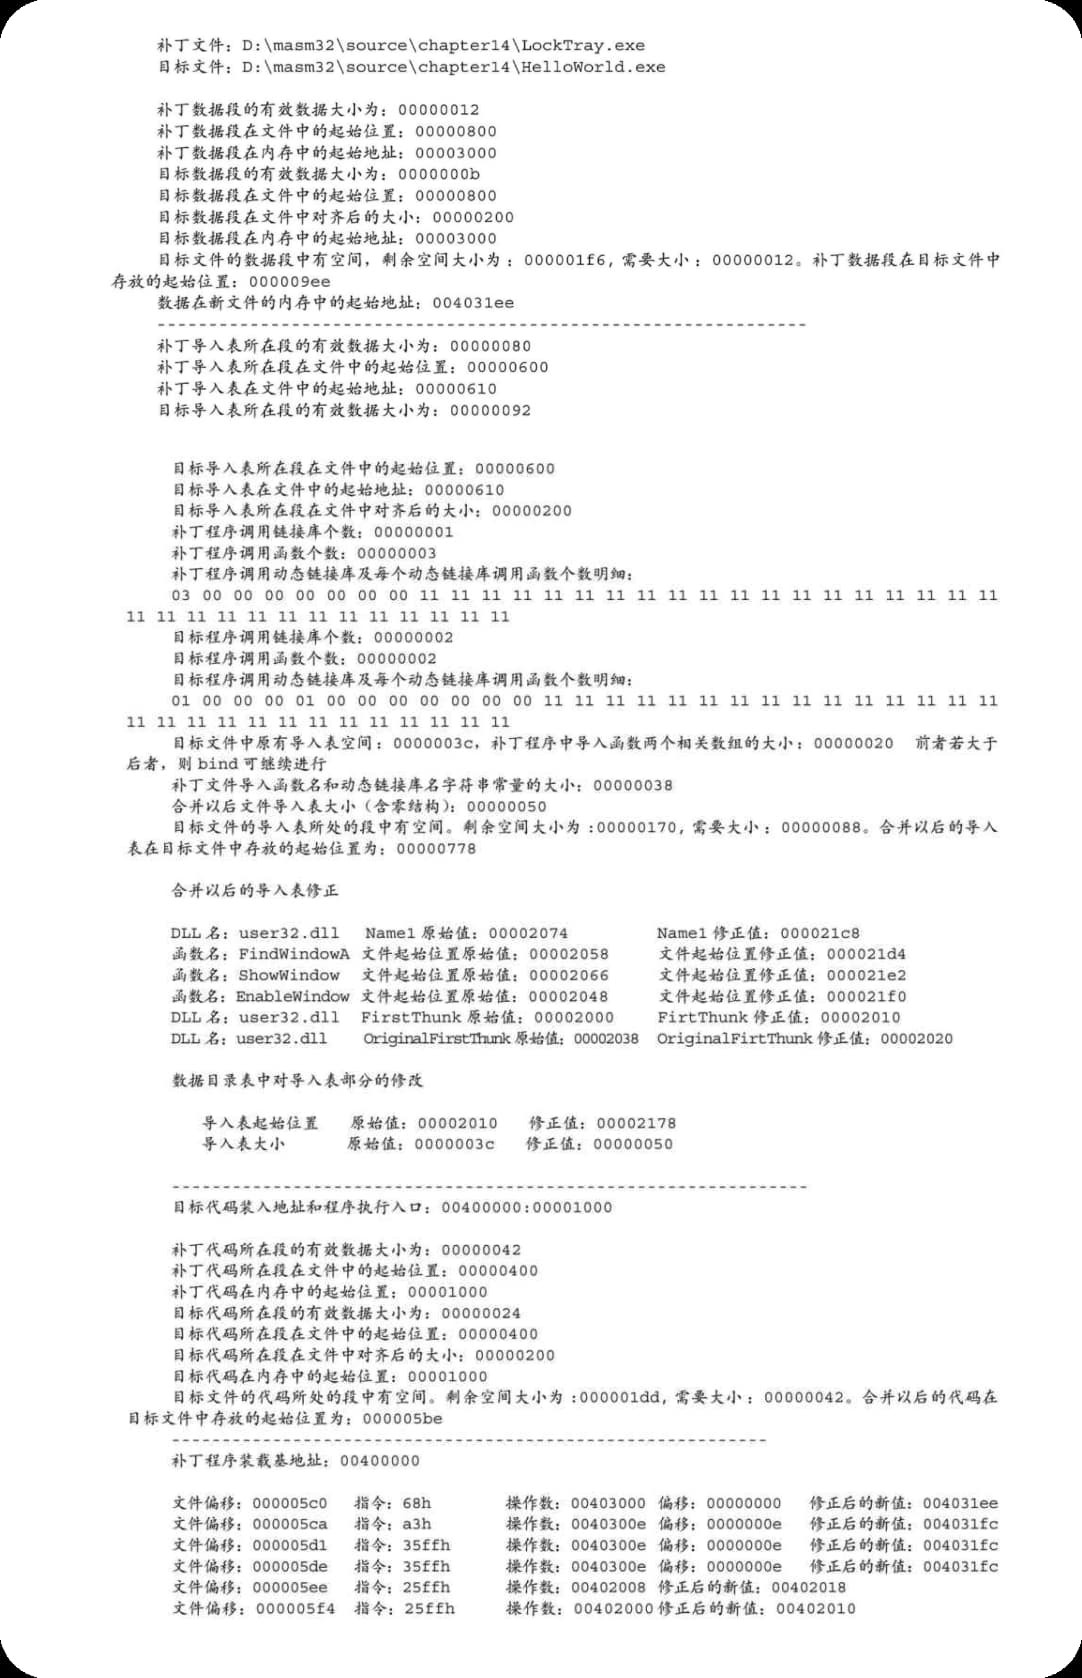 补丁文件：D:\masm32\source\chapter14\LockTray.exe
目标文件：D:\masm32\source\chapter14\HelloWorld.exe
补丁数据段的有效数据大小为：00000012
补丁数据段在文件中的起始位置：00000800
补丁数据段在内存中的起始地址：00003000
目标数据段的有效数据大小为：0000000b
目标数据段在文件中的起始位置：00000800
目标数据段在文件中对齐后的大小：00000200
目标数据段在内存中的起始地址：00003000
目标文件的数据段中有空间，剩余空间大小为：000001f6，需要大小：00000012。补丁数据段在目标文件中
存放的起始位置：000009ee
数据在新文件的内存中的起始地址：004031ee
---------------------------------------------------------------
补丁导入表所在段的有效数据大小为：00000080
补丁导入表所在段在文件中的起始位置：00000600
补丁导入表在文件中的起始地址：00000610
目标导入表所在段的有效数据大小为：00000092
目标导入表所在段在文件中的起始位置：00000600
目标导入表在文件中的起始地址：00000610
目标导入表所在段在文件中对齐后的大小：00000200
补丁程序调用链接库个数：00000001
补丁程序调用函数个数：00000003
补丁程序调用动态链接库及每个动态链接库调用函数个数明细：
03 00 00 00 00 00 00 00 11 11 11 11 11 11 11 11 11 11 11 11 11 11 11 11 11 11 11
11 11 11 11 11 11 11 11 11 11 11 11 11
目标程序调用链接库个数：00000002
目标程序调用函数个数：00000002
目标程序调用动态链接库及每个动态链接库调用函数个数明细：
01 00 00 00 01 00 00 00 00 00 00 00 11 11 11 11 11 11 11 11 11 11 11 11 11 11 11
11 11 11 11 11 11 11 11 11 11 11 11 11
目标文件中原有导入表空间：0000003c，补丁程序中导入函数两个相关数组的大小：00000020 前者若大于
后者，则 bind 可继续进行
补丁文件导入函数名和动态链接库名字符串常量的大小：00000038
合并以后文件导入表大小（含零结构）：00000050
目标文件的导入表所处的段中有空间。剩余空间大小为:00000170，需要大小：00000088。合并以后的导入
表在目标文件中存放的起始位置为：00000778
合并以后的导入表修正
DLL 名：user32.dll Name1 原始值：00002074 Name1 修正值：000021c8
函数名：FindWindowA 文件起始位置原始值：00002058 文件起始位置修正值：000021d4
函数名：ShowWindow 文件起始位置原始值：00002066 文件起始位置修正值：000021e2
函数名：EnableWindow 文件起始位置原始值：00002048 文件起始位置修正值：000021f0
DLL 名：user32.dll FirstThunk 原始值：00002000 FirtThunk 修正值：00002010
DLL 名：user32.dll OriginalFirstThunk 原始值：00002038 OriginalFirtThunk 修正值：00002020
数据目录表中对导入表部分的修改
导入表起始位置 原始值：00002010 修正值：00002178
导入表大小 原始值：0000003c 修正值：00000050
---------------------------------------------------------------
目标代码装入地址和程序执行入口：00400000:00001000
补丁代码所在段的有效数据大小为：00000042
补丁代码所在段在文件中的起始位置：00000400
补丁代码在内存中的起始位置：00001000
目标代码所在段的有效数据大小为：00000024
目标代码所在段在文件中的起始位置：00000400
目标代码所在段在文件中对齐后的大小：00000200
目标代码在内存中的起始位置：00001000
目标文件的代码所处的段中有空间。剩余空间大小为:000001dd，需要大小：00000042。合并以后的代码在
目标文件中存放的起始位置为：000005be
-----------------------------------------------------------
补丁程序装载基地址：00400000
文件偏移：000005c0 指令：68h 操作数：00403000 偏移：00000000 修正后的新值：004031ee
文件偏移：000005ca 指令：a3h 操作数：0040300e 偏移：0000000e 修正后的新值：004031fc
文件偏移：000005d1 指令：35ffh 操作数：0040300e 偏移：0000000e 修正后的新值：004031fc
文件偏移：000005de 指令：35ffh 操作数：0040300e 偏移：0000000e 修正后的新值：004031fc
文件偏移：000005ee 指令：25ffh 操作数：00402008 修正后的新值：00402018
文件偏移：000005f4 指令：25ffh 操作数：00402000 修正后的新值：00402010